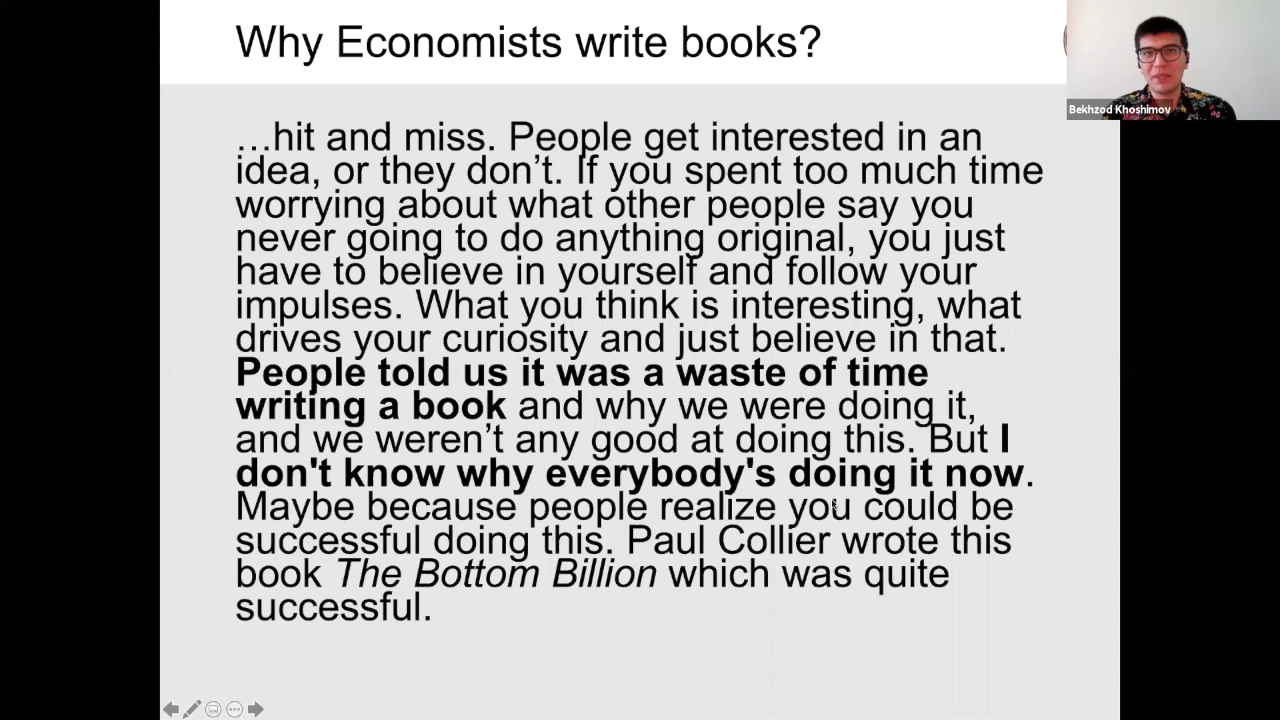 Why Economists write books?
Bekhzod Khoshimov
…hit and miss. People get interested in an
idea, or they don’t. If you spent too much time
worrying about what other people say you
never going to do anything original, you just
have to believe in yourself and follow your
impulses. What you think is interesting, what
drives your curiosity and just believe in that.
People told us it was a waste of time
writing a book and why we were doing it,
and we weren’t any good at doing this. But I
don't know why everybody's doing it now.
Maybe because people realize you could be
successful doing this. Paul Collier wrote this
book The Bottom Billion which was quite
successful.